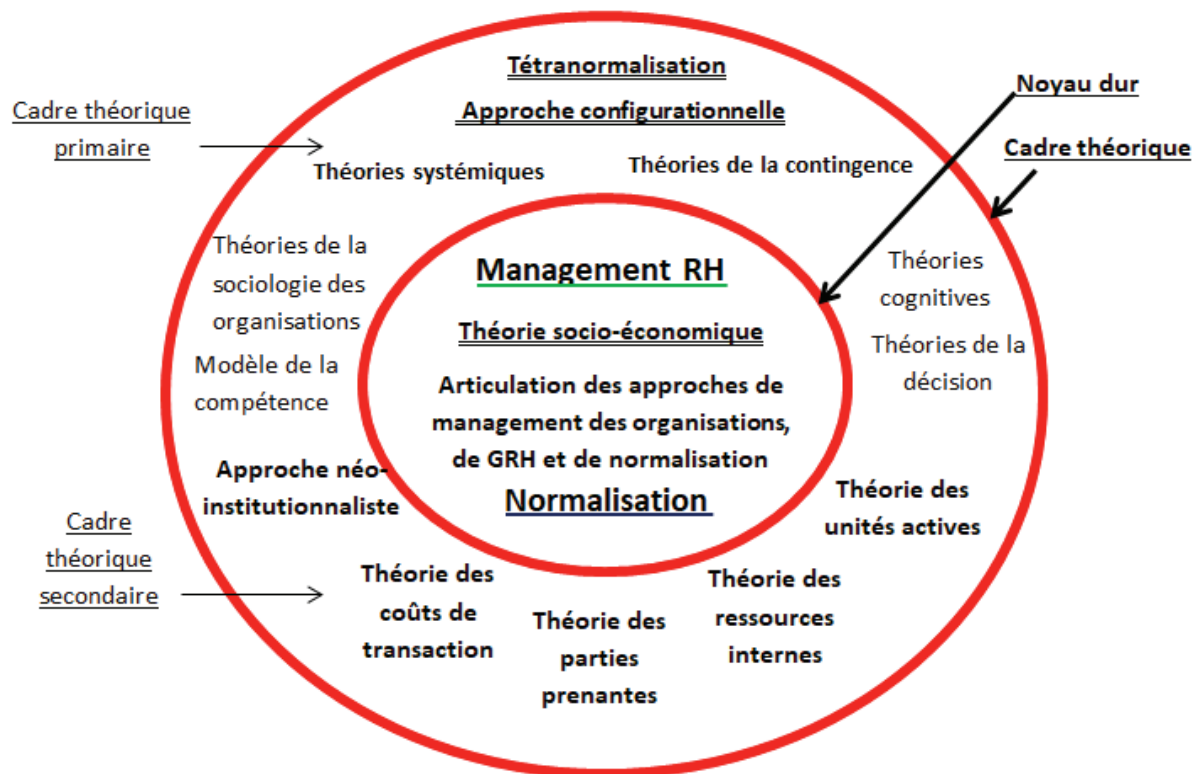 Tétranormalisation
Approche configurationnelle
Noyau dur
Cadre théorique
Cadre théorique
primaire
Théories systémiques
Théories de la contingence
Théories de la
sociologie des
organisations
Modèle de la
compétence
Management RH
Théorie socio-économique
Articulation des approches de
management des organisations,
de GRH et de normalisation
Normalisation
Théories
cognitives
Théories de la
décision
Approche néo-
institutionnaliste
Théorie des
unités actives
Cadre
théorique
secondaire
Théorie des
coûts de
transaction
Théorie des
parties
prenantes
Théorie des
ressources
internes